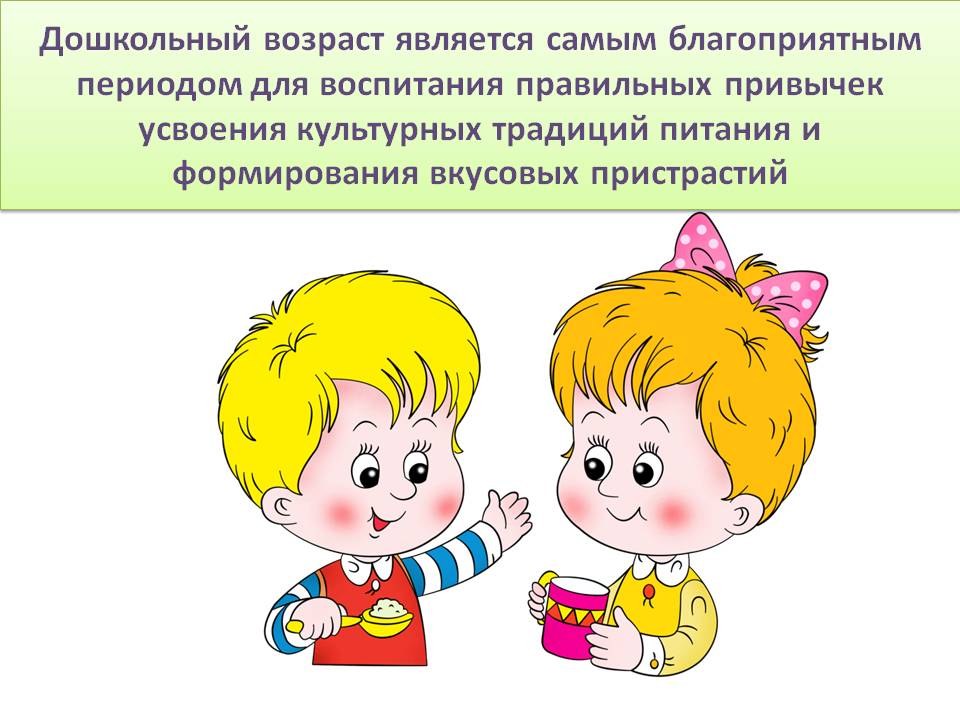 Дошкольный возраст является самым благоприятным
периодом для воспитания правильных привычек
усвоения культурных традиций питания и
формирования вкусовых пристрастий